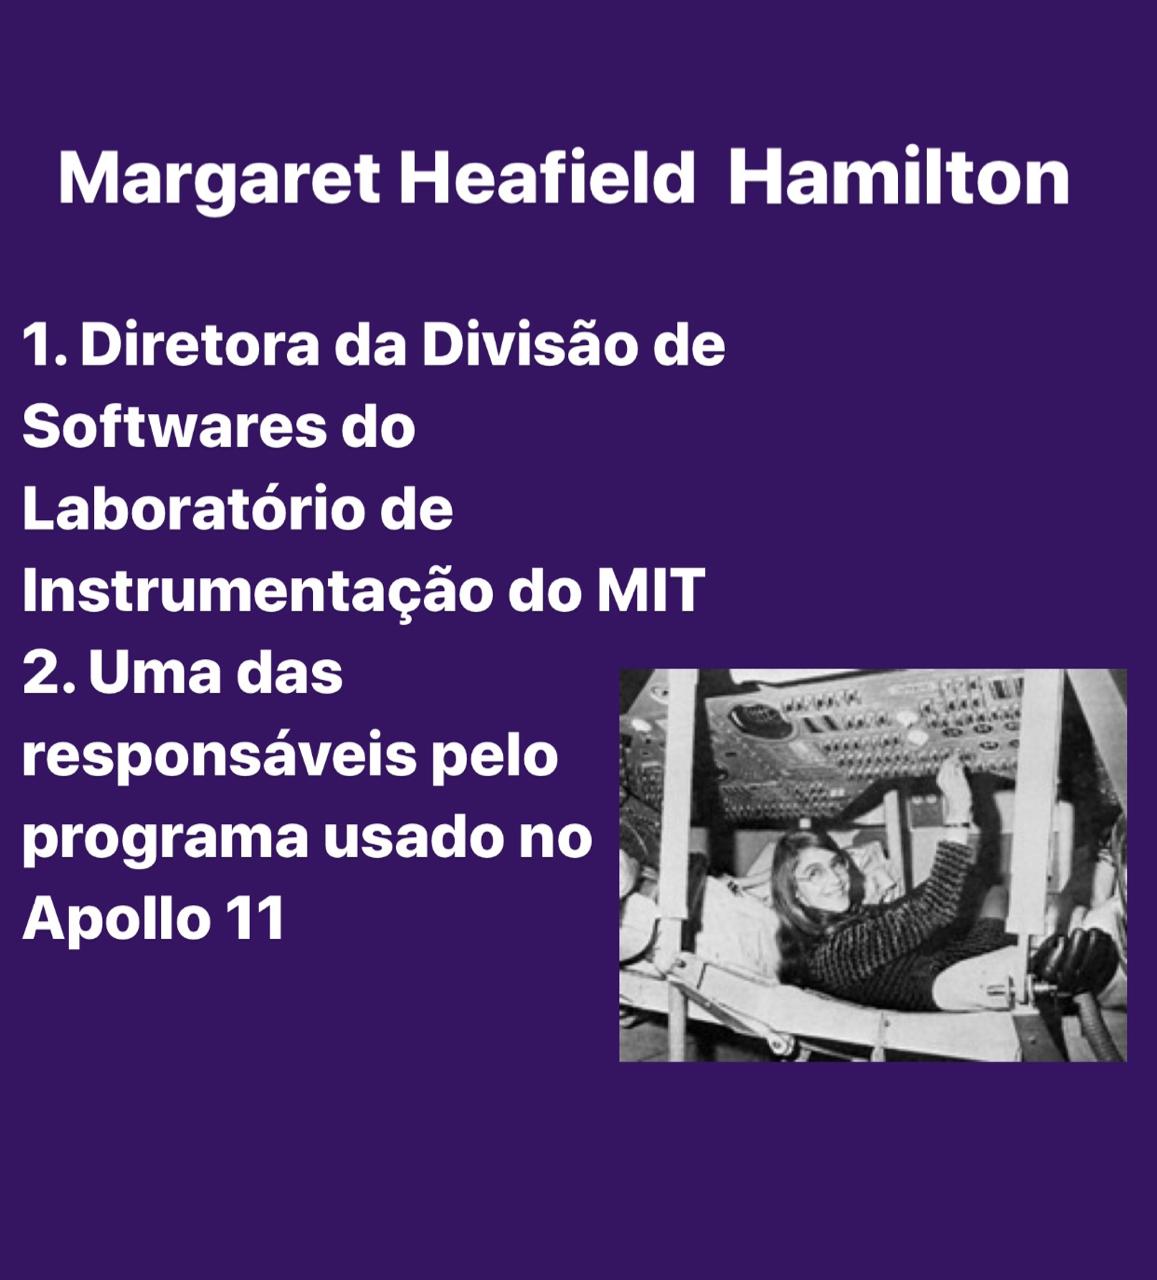 Margaret Heafield Hamilton
1. Diretora da Divisão de
Softwares do
Laboratório de
Instrumentação do MIT
2. Uma das
responsáveis pelo
programa usado no
Apollo 11